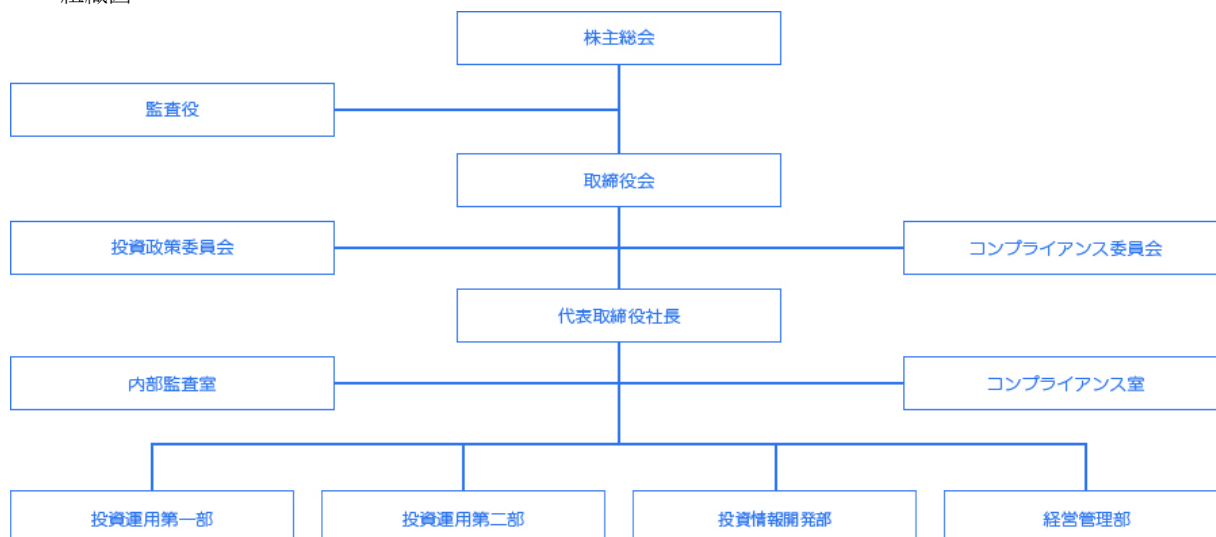 株主総会
監査役
取締役会
投資政策委員会
コンプライアンス委員会
代表取締役社長
内部監査室
コンプライアンス室
投資運用第一部
投資運用第二部
投資情報開発部
経営管理部